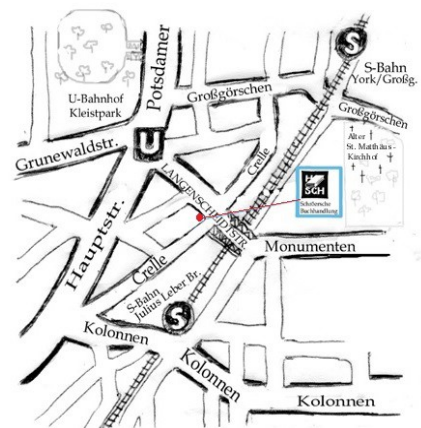 Potsdamer
S
S-Bahn
York/Großg.
U-Bahnhof
Kleistpark
Großgörschen
Großgörschen
U
Alter
St. Matthäus
Kirchhof
Grunewaldstr.
Crelle
LANGENSCHEIDTSTR.
SCH
Buchhandlung
Hauptstr.
Monumenten
Crelle
S-Bahn
Julius Leber Br.
S
Kolonnen
Kolonnen
Kolonnen